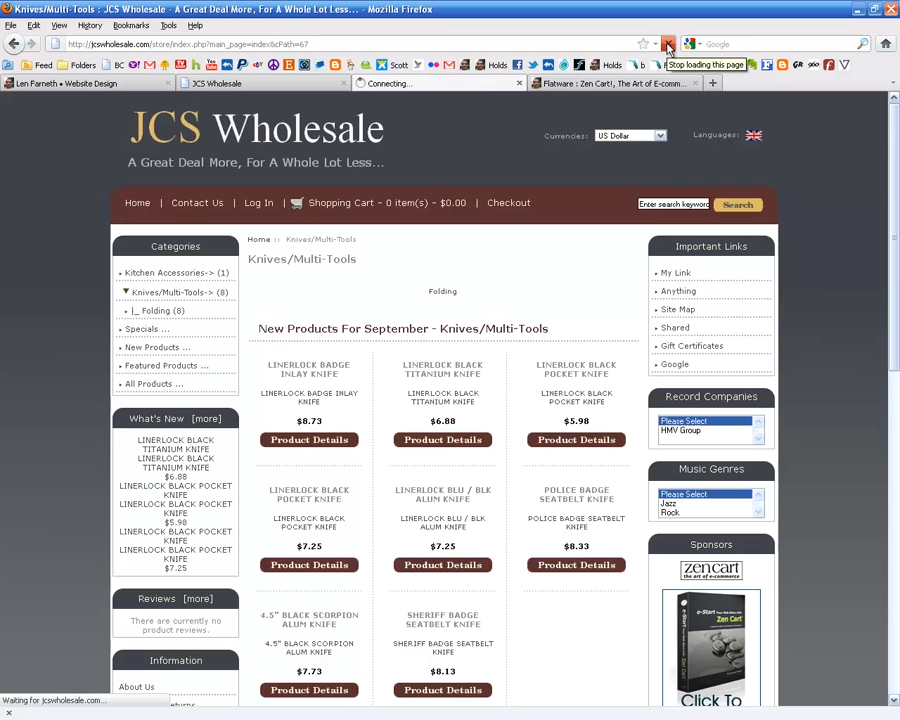 Knives/Multi-Tools : JCS Wholesale - A Great Deal More, For A Whole Lot Less... - Mozilla Firefox
File Edit View History Bookmarks Tools Help
http://jcswholesale.com/store/index.php?main_page=index&cPath=67
Google
Feed Folders BC Scott Holds Holds b
Stop loading this page
Len Farneth • Website Design
JCS Wholesale
Connecting...
Flatware : Zen Cart!, The Art of E-comm...
JCS Wholesale
A Great Deal More, For A Whole Lot Less...
Currencies: US Dollar
Languages:
Home | Contact Us | Log In | Shopping Cart - 0 item(s) - $0.00 | Checkout
Enter search keyword
Search
Categories
Kitchen Accessories-> (1)
Knives/Multi-Tools-> (8)
|_ Folding (8)
Specials ...
New Products ...
Featured Products ...
All Products ...
What's New [more]
LINERLOCK BLACK
TITANIUM KNIFE
LINERLOCK BLACK
TITANIUM KNIFE
$6.88
LINERLOCK BLACK POCKET
KNIFE
LINERLOCK BLACK POCKET
KNIFE
$5.98
LINERLOCK BLACK POCKET
KNIFE
LINERLOCK BLACK POCKET
KNIFE
$7.25
Reviews [more]
There are currently no
product reviews.
Information
About Us
Home :: Knives/Multi-Tools
Knives/Multi-Tools
Folding
New Products For September - Knives/Multi-Tools
LINERLOCK BADGE
INLAY KNIFE
LINERLOCK BADGE INLAY
KNIFE
$8.73
Product Details
LINERLOCK BLACK
TITANIUM KNIFE
LINERLOCK BLACK
TITANIUM KNIFE
$6.88
Product Details
LINERLOCK BLACK
POCKET KNIFE
LINERLOCK BLACK POCKET
KNIFE
$5.98
Product Details
LINERLOCK BLACK
POCKET KNIFE
LINERLOCK BLACK POCKET
KNIFE
$7.25
Product Details
LINERLOCK BLU / BLK
ALUM KNIFE
LINERLOCK BLU / BLK
ALUM KNIFE
$7.25
Product Details
POLICE BADGE
SEATBELT KNIFE
POLICE BADGE SEATBELT
KNIFE
$8.33
Product Details
4.5" BLACK SCORPION
ALUM KNIFE
4.5" BLACK SCORPION
ALUM KNIFE
$7.73
Product Details
SHERIFF BADGE
SEATBELT KNIFE
SHERIFF BADGE SEATBELT
KNIFE
$8.13
Product Details
Important Links
My Link
Anything
Site Map
Shared
Gift Certificates
Google
Record Companies
Please Select
HMV Group
Music Genres
Please Select
Jazz
Rock
Sponsors
zencart
the art of e-commerce
e-Start Your Web Store with
Zen Cart
Click To
Waiting for jcswholesale.com...